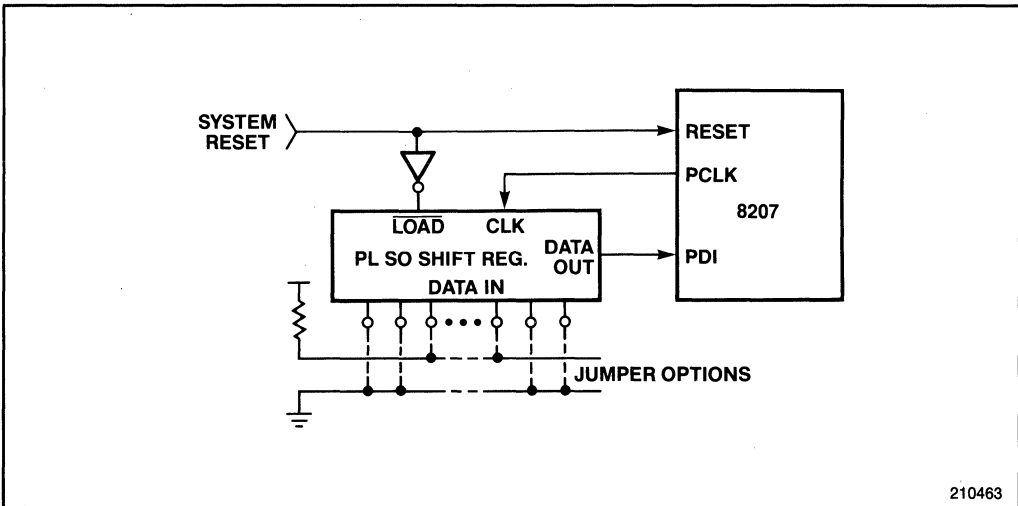 SYSTEM
RESET
RESET
PCLK
8207
PDI
LOAD CLK
PL SO SHIFT REG.
DATA
OUT
DATA IN
JUMPER OPTIONS
210463